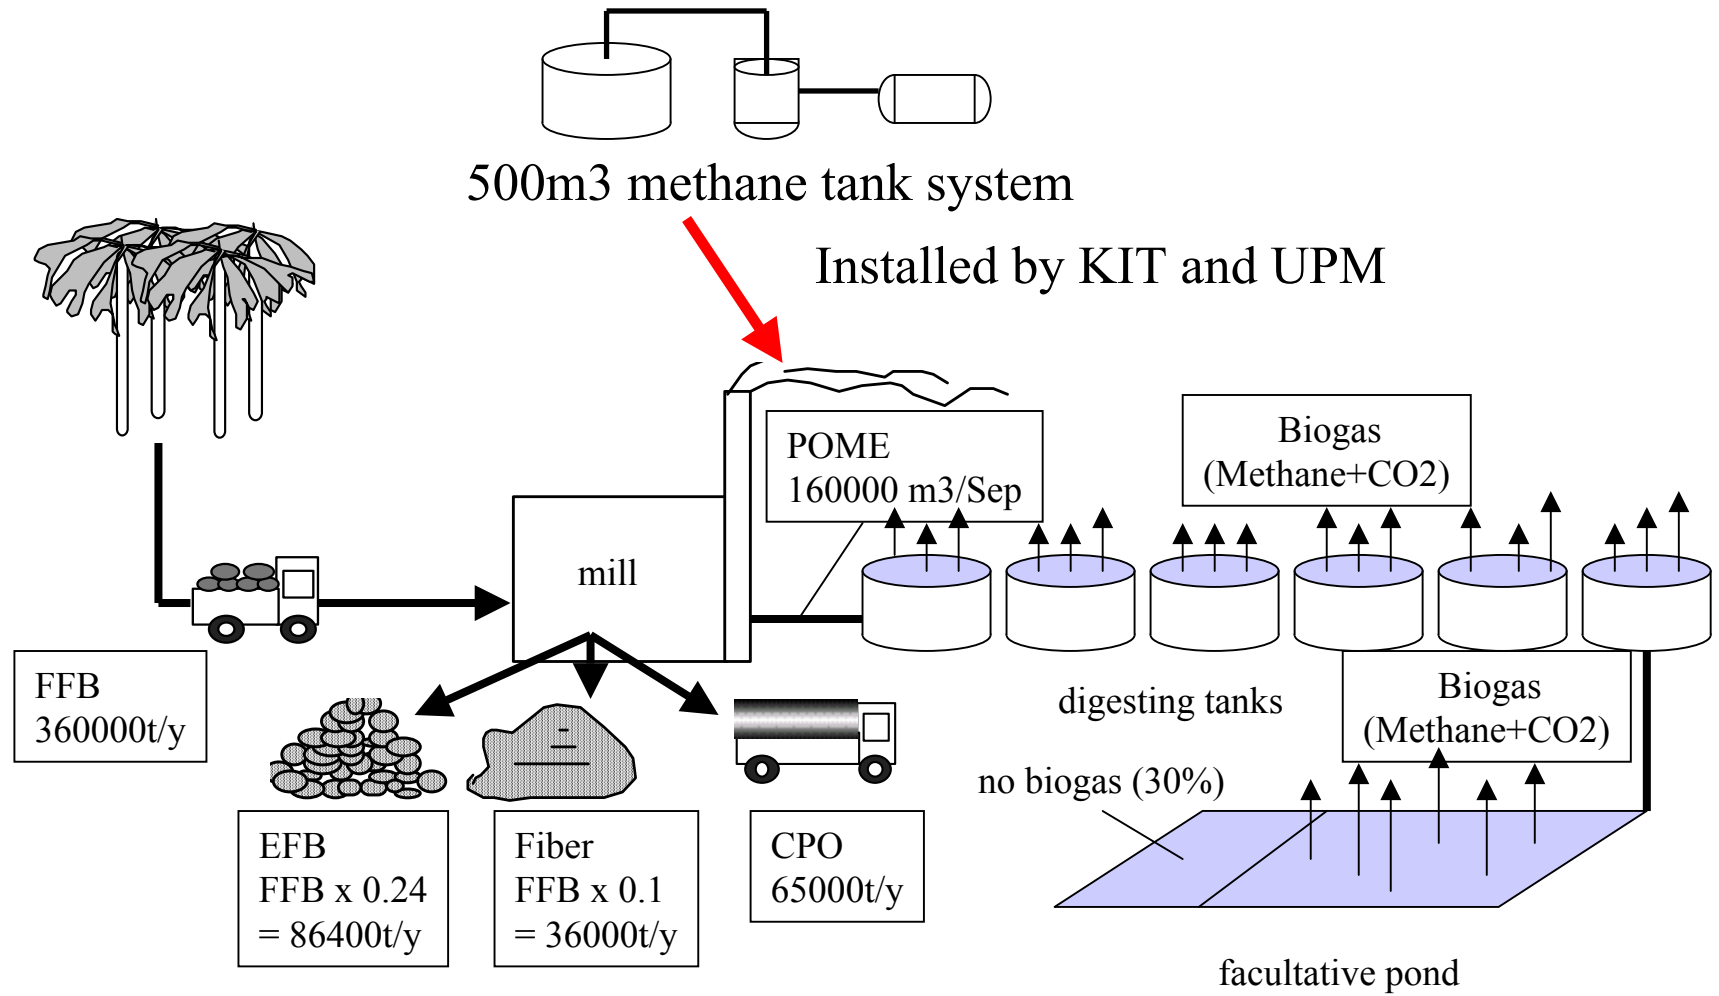 500m3 methane tank system
Installed by KIT and UPM
POME
160000 m3/Sep
Biogas
(Methane+CO2)
mill
FFB
360000t/y
digesting tanks
Biogas
(Methane+CO2)
no biogas (30%)
EFB
FFB x 0.24
= 86400t/y
Fiber
FFB x 0.1
= 36000t/y
CPO
65000t/y
facultative pond